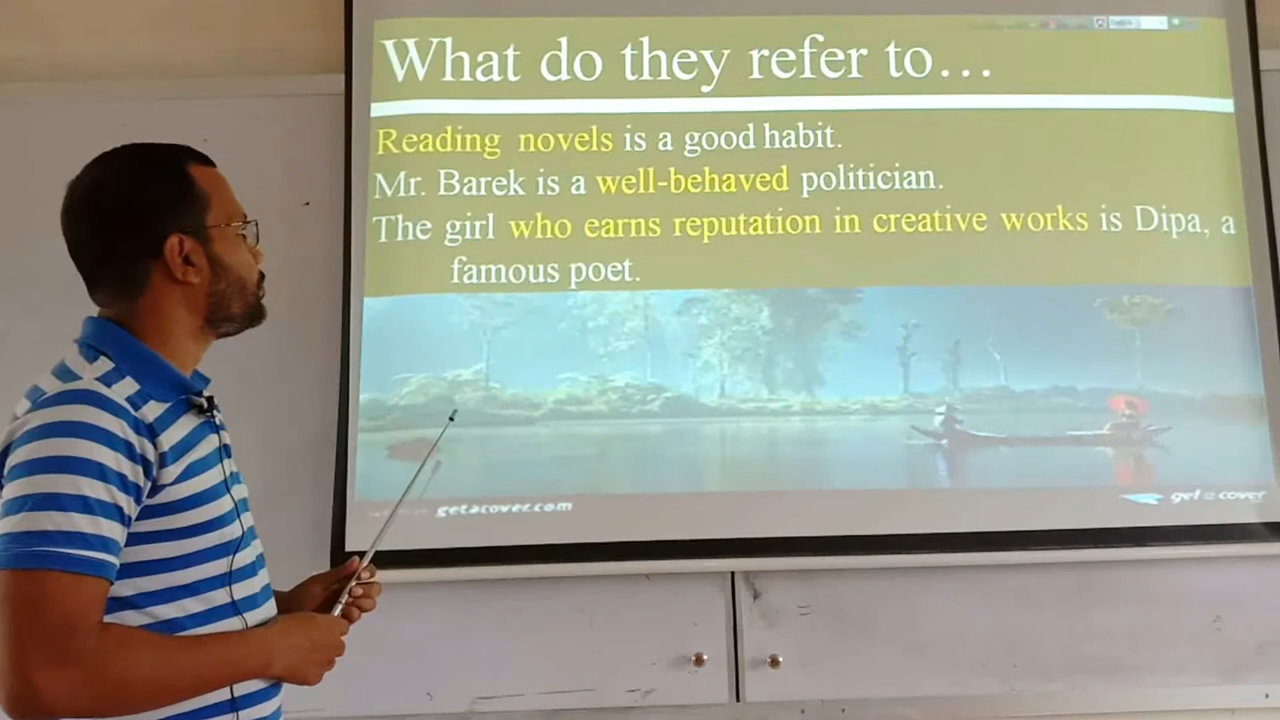 What do they refer to...
Reading novels is a good habit.
Mr. Barek is a well-behaved politician.
The girl who earns reputation in creative works is Dipa, a
famous poet.
getacover.com
get a cover